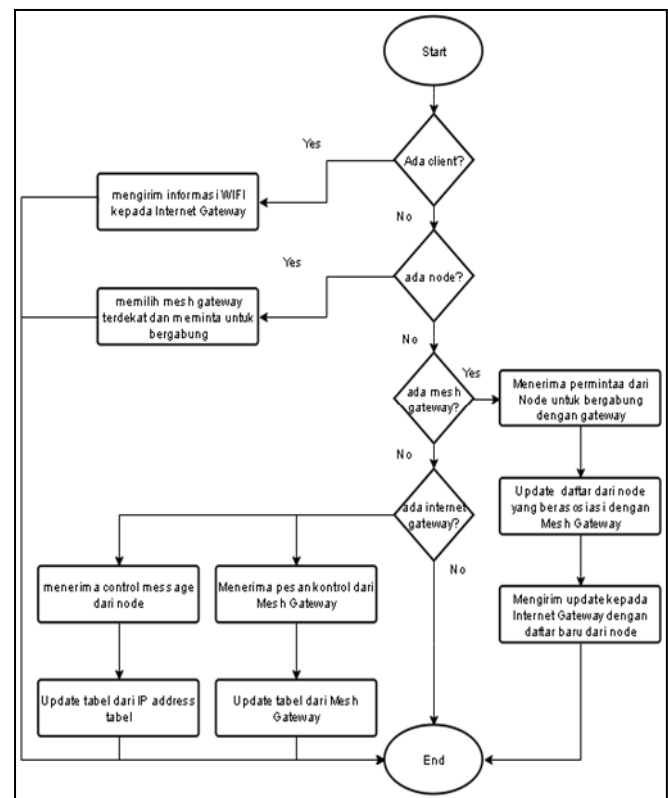 Start
Ada client?
Yes
mengirim informasi WIFI
kepada Internet Gateway
No
ada node?
Yes
memilih mesh gateway
terdekat dan meminta untuk
bergabung
No
ada mesh
gateway?
Yes
Menerima permintaa dari
Node untuk bergabung
dengan gateway
No
Update daftar dari node
yang berasosiasi dengan
Mesh Gateway
ada internet
gateway?
No
menerima control message
dari node
Menerima pesan kontrol dari
Mesh Gateway
Mengirim update kepada
Internet Gateway dengan
daftar baru dari node
Update tabel dari IP address
tabel
Update tabel dari Mesh
Gateway
End